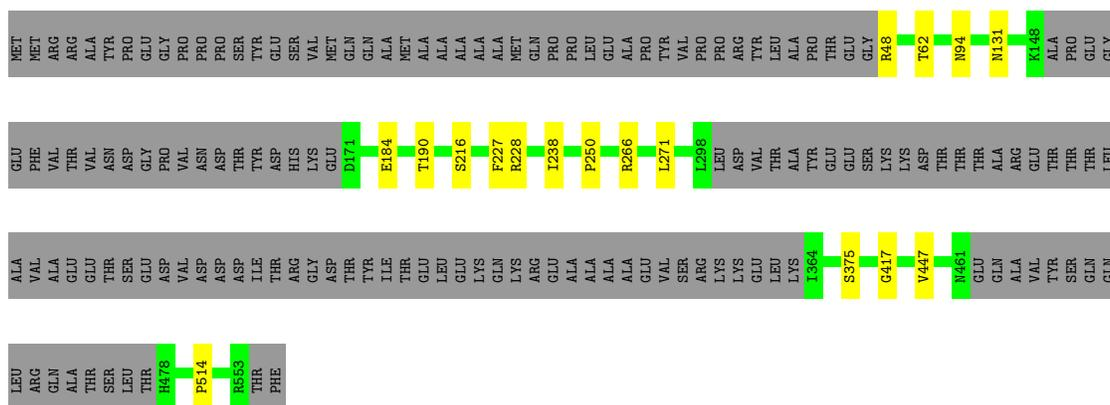 MET MET ARG ARG ALA TYR PRO GLU GLY PRO PRO PRO SER TYR GLU SER VAL MET GLN GLN ALA MET ALA ALA ALA ALA ALA MET GLN PRO PRO LEU GLU ALA PRO TYR VAL PRO PRO ARG TYR LEU ALA PRO THR GLU GLY R48 T62 N94 N131 K148 ALA PRO GLU GLY
GLU PHE VAL THR VAL ASN ASP GLY PRO VAL ASN ASP THR TYR ASP HIS LYS GLU D171 E184 T190 S216 F227 R228 I238 P250 R266 L271 L298 LEU ASP VAL THR ALA TYR GLU GLU SER LYS LYS ASP THR THR THR ALA ARG GLU THR THR THR LEU
ALA VAL ALA GLU GLU THR SER GLU ASP VAL ASP ASP ASP ILE THR ARG GLY ASP THR TYR ILE THR GLU LEU GLU LYS GLN LYS ARG GLU ALA ALA ALA ALA GLU VAL SER ARG LYS LYS GLU LEU LYS I364 S375 G417 V447 N461 GLU GLN ALA VAL TYR SER GLN GLN
LEU ARG GLN ALA THR SER LEU THR H478 P514 R553 THR PHE